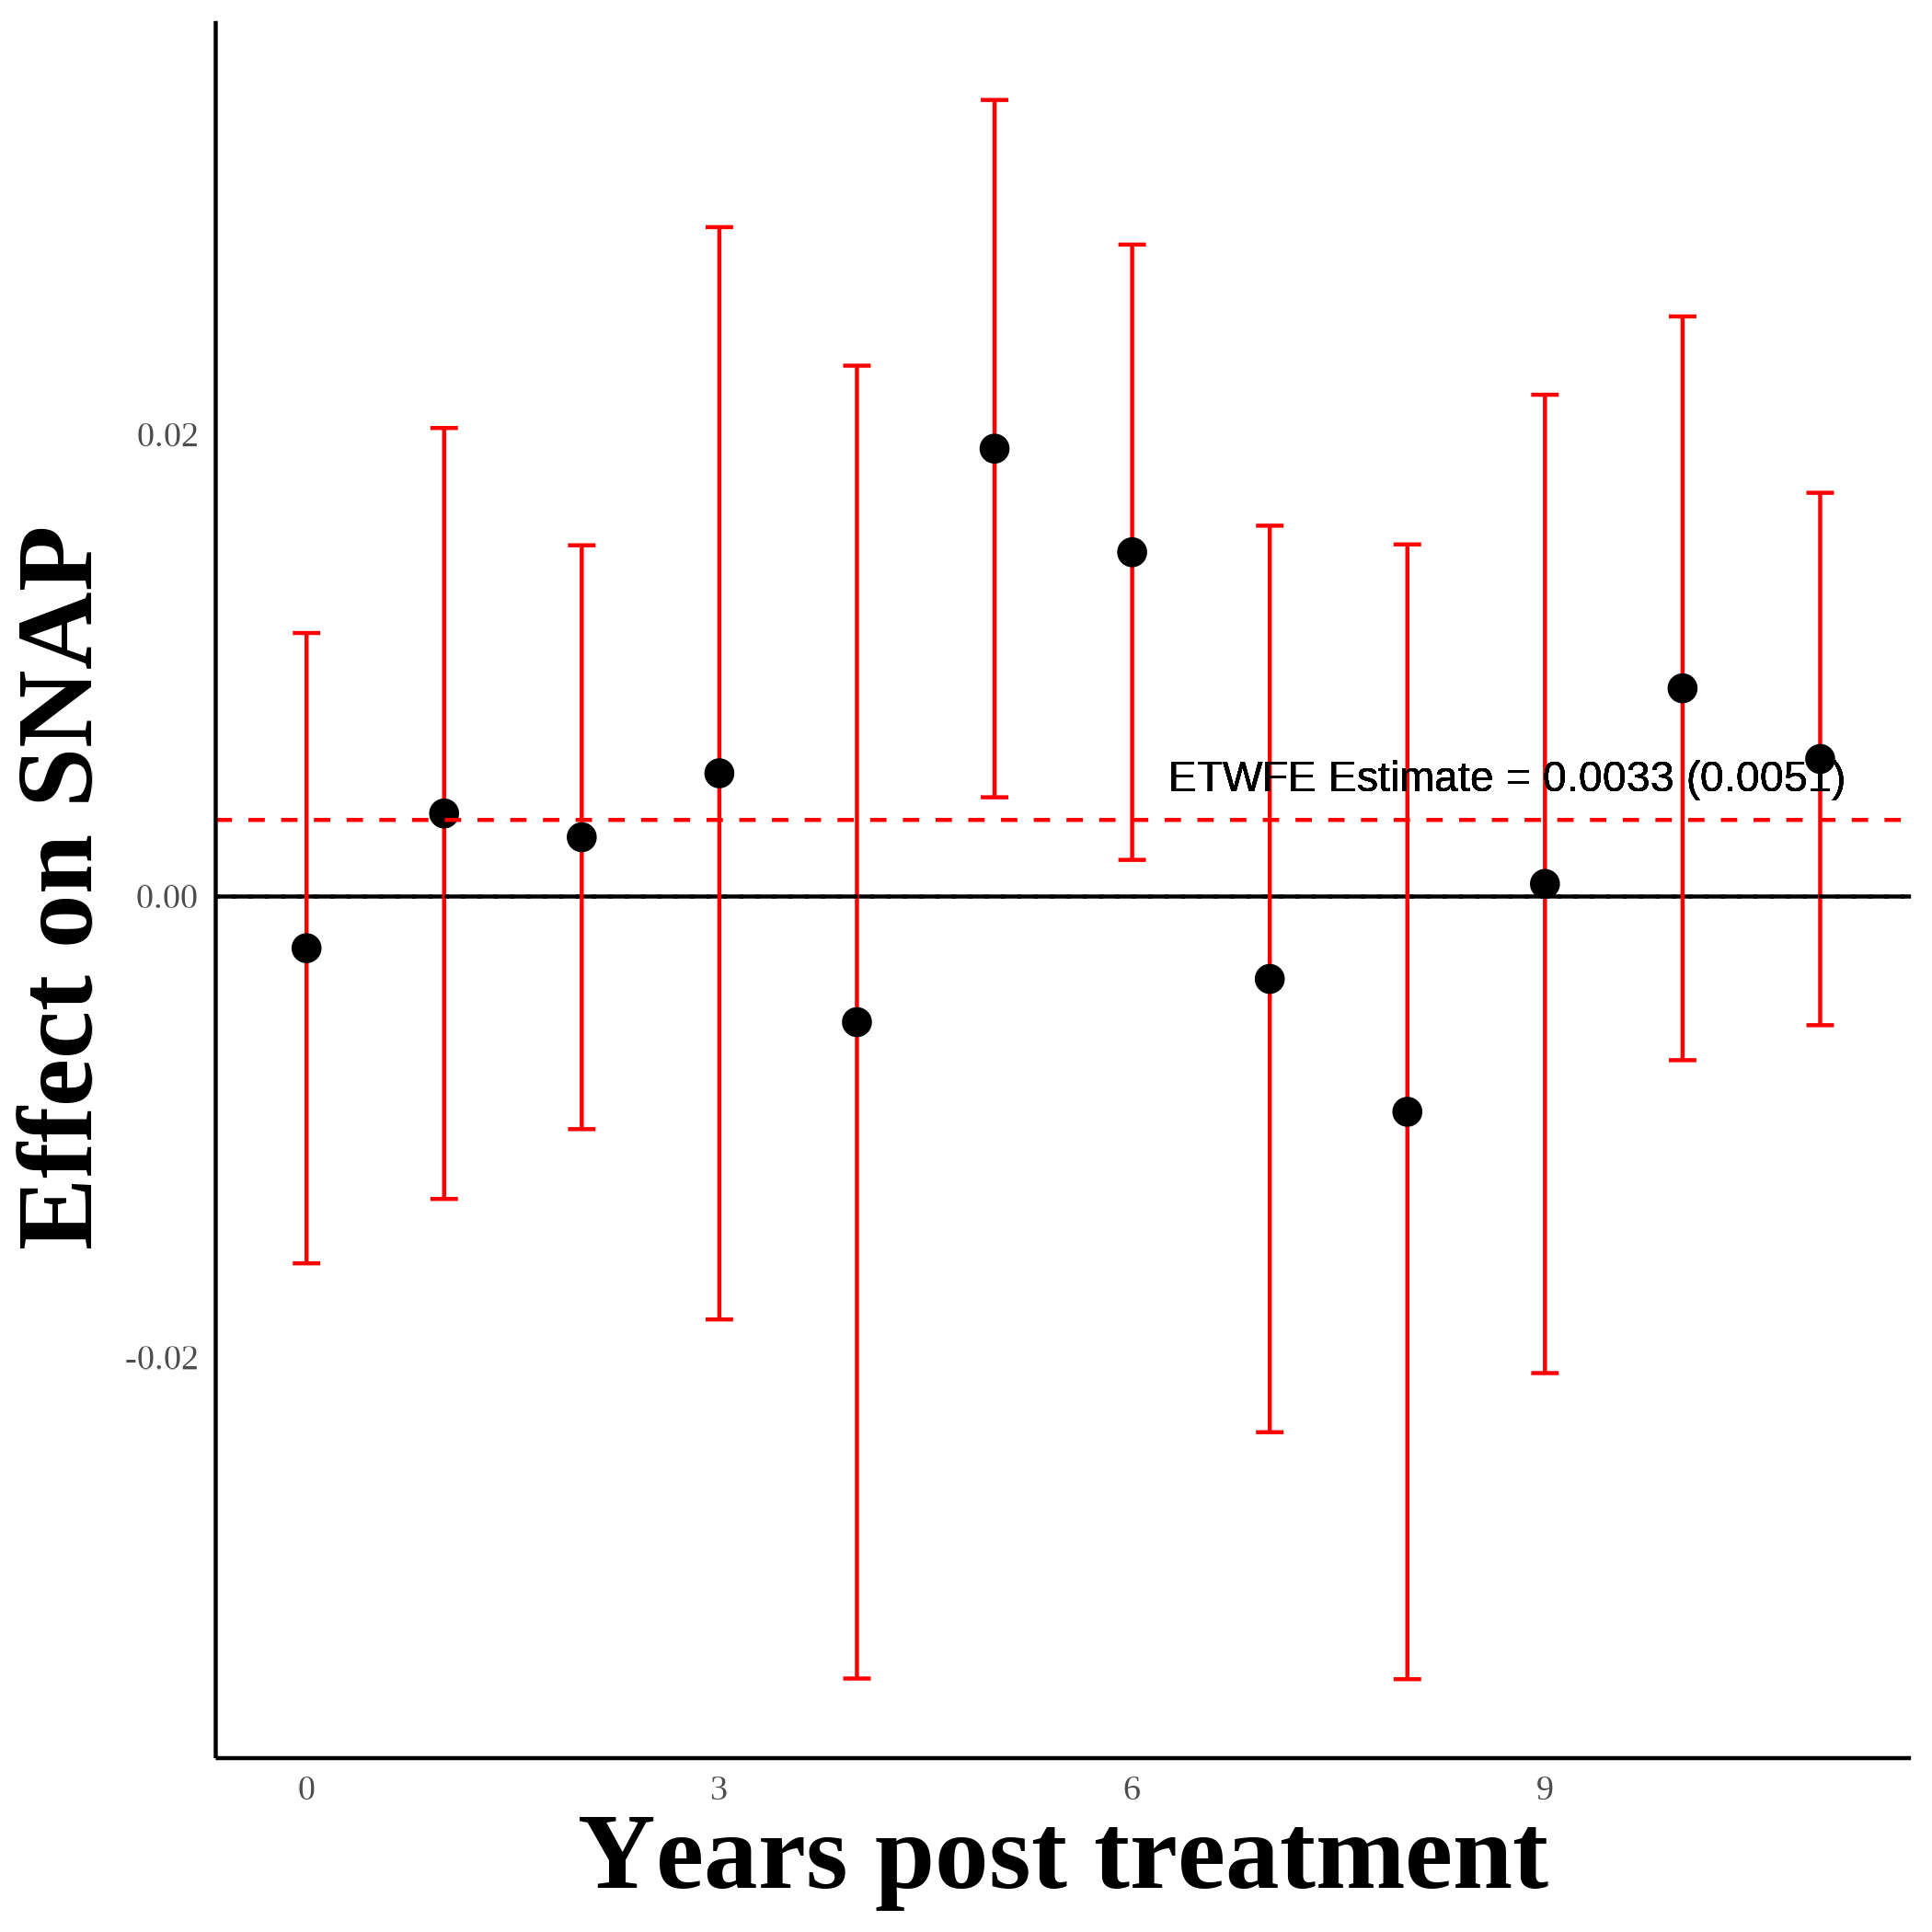 Effect on SNAP
0.02
0.00
-0.02
ETWFE Estimate = 0.0033 (0.0051)
0 3 6 9
Years post treatment